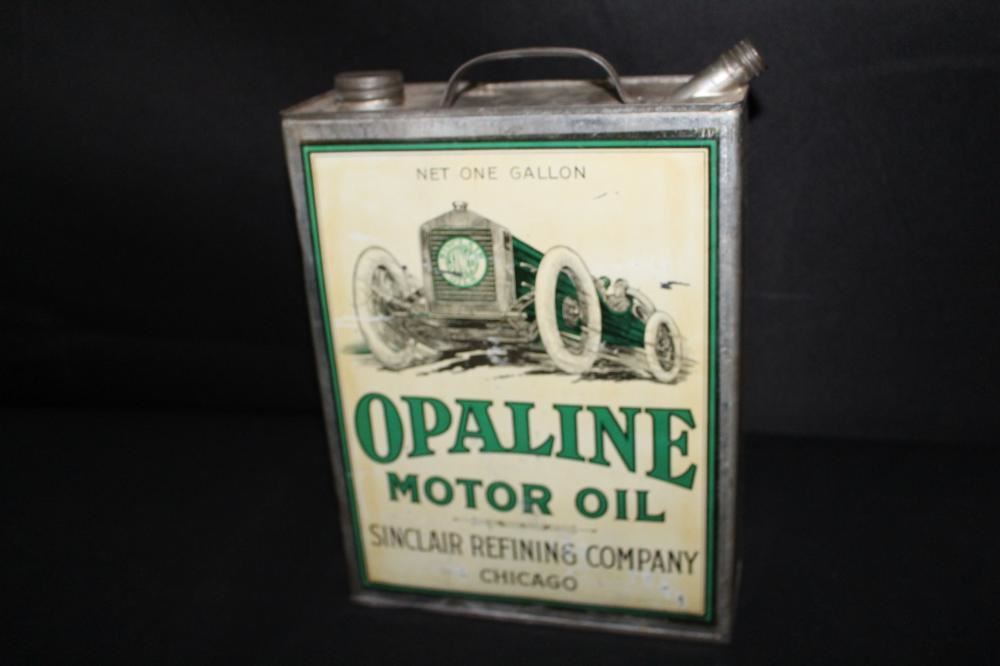 NET ONE GALLON
OPALINE
MOTOR OIL
SINCLAIR REFINING COMPANY
CHICAGO